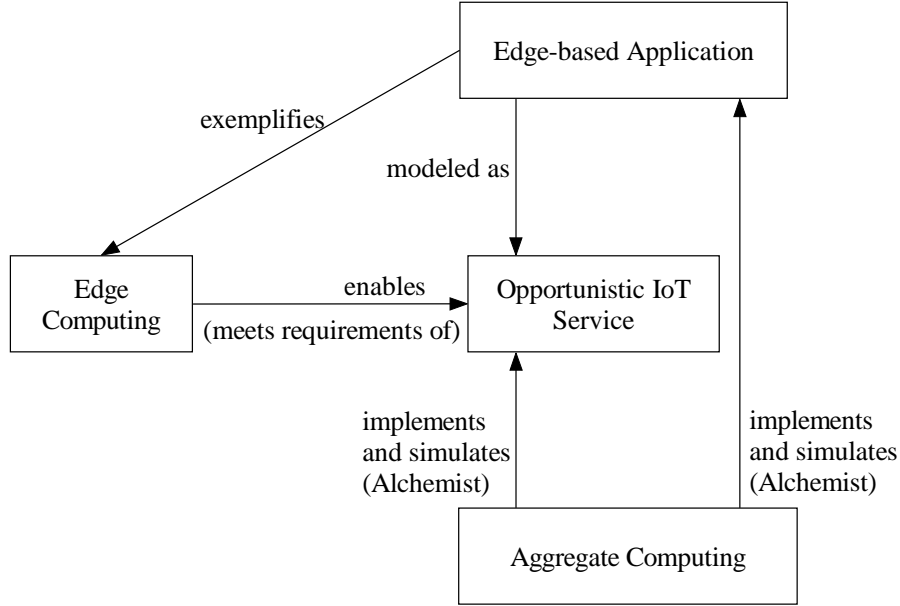 Edge-based Application
exemplifies
modeled as
Edge
Computing
enables
(meets requirements of)
Opportunistic IoT
Service
implements
and simulates
(Alchemist)
implements
and simulates
(Alchemist)
Aggregate Computing